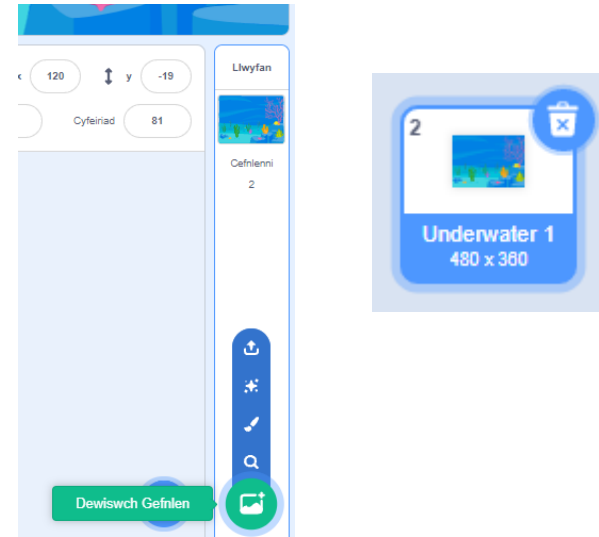 x 120 y -19
Cyfeiriad 81
Llwyfan
Cefnlenni
2
Dewiswch Gefnlen
2
Underwater 1
480 x 360